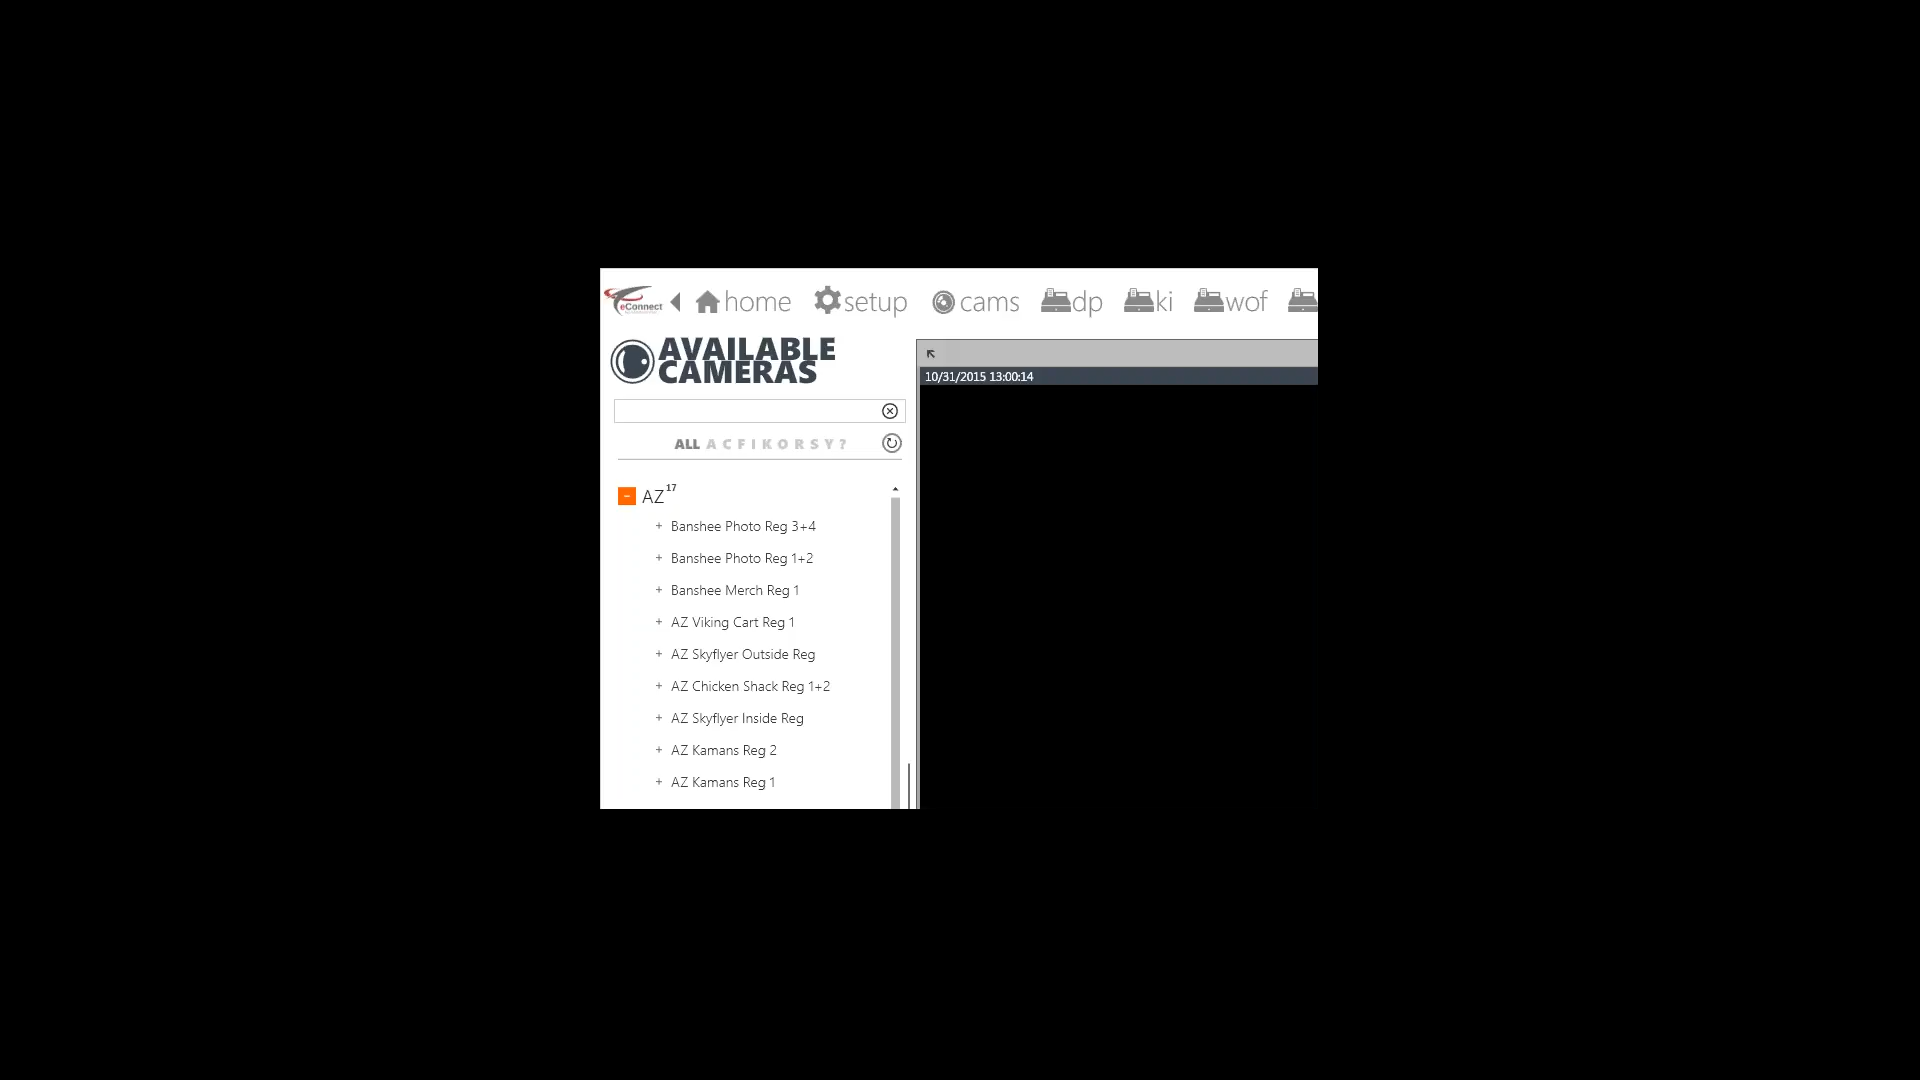 eConnect home setup cams dp ki wof
AVAILABLE
CAMERAS
10/31/2015 13:00:14
ALL A C F I K O R S Y ?
AZ 17
+ Banshee Photo Reg 3+4
+ Banshee Photo Reg 1+2
+ Banshee Merch Reg 1
+ AZ Viking Cart Reg 1
+ AZ Skyflyer Outside Reg
+ AZ Chicken Shack Reg 1+2
+ AZ Skyflyer Inside Reg
+ AZ Kamans Reg 2
+ AZ Kamans Reg 1